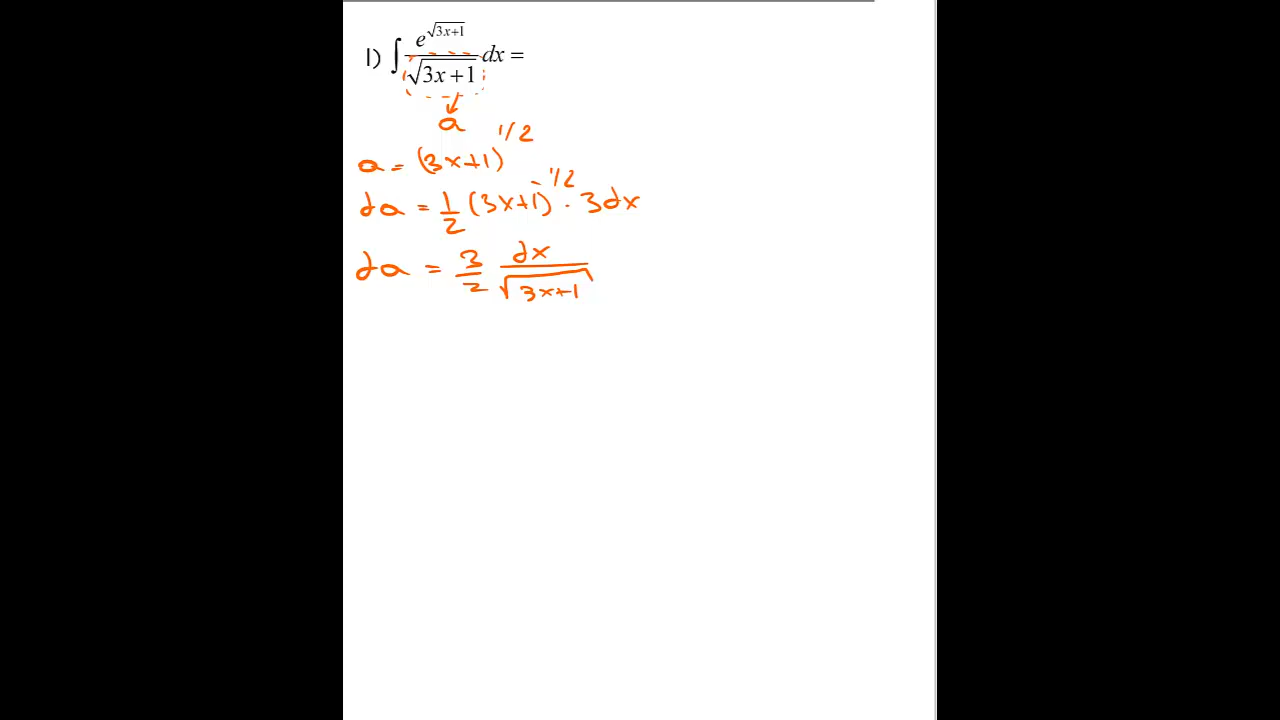 1) ∫ e^√(3x+1) / √(3x+1) dx =
a
a = (3x+1)^1/2
da = 1/2 (3x+1)^-1/2 · 3dx
da = 3/2 dx/√(3x+1)